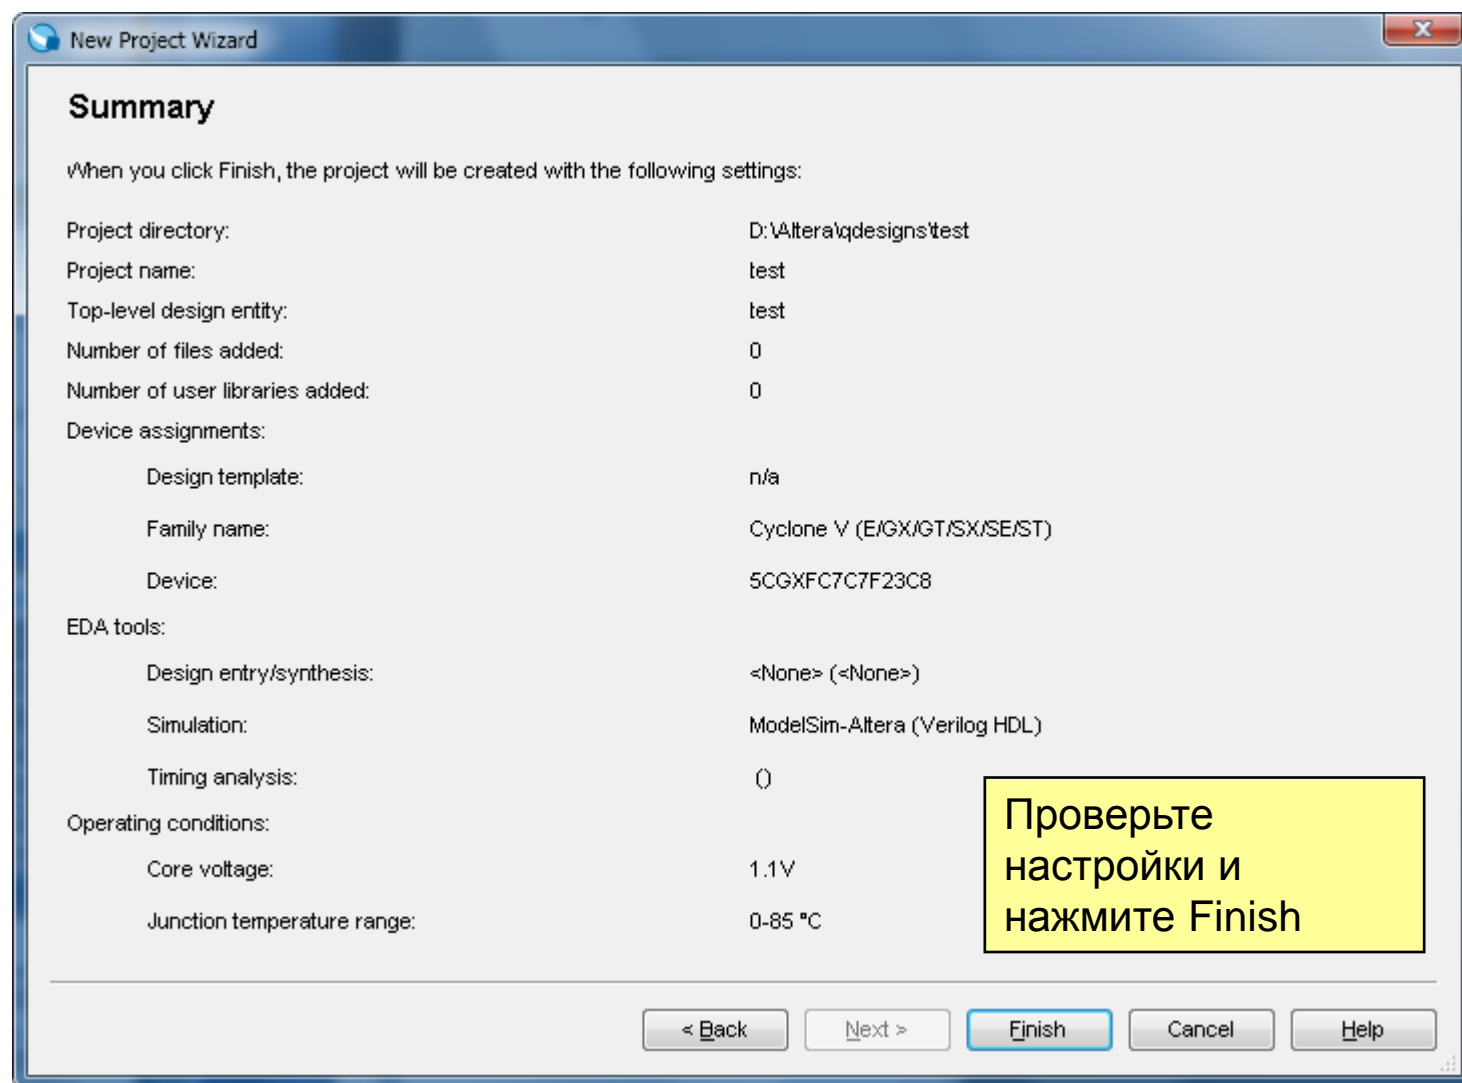 New Project Wizard
Summary
When you click Finish, the project will be created with the following settings:
Project directory: D:\Altera\qdesigns\test
Project name: test
Top-level design entity: test
Number of files added: 0
Number of user libraries added: 0
Device assignments:
Design template: n/a
Family name: Cyclone V (E/GX/GT/SX/SE/ST)
Device: 5CGXFC7C7F23C8
EDA tools:
Design entry/synthesis: <None> (<None>)
Simulation: ModelSim-Altera (Verilog HDL)
Timing analysis: ()
Operating conditions:
Core voltage: 1.1V
Junction temperature range: 0-85 °C
Проверьте
настройки и
нажмите Finish
< Back Next > Finish Cancel Help